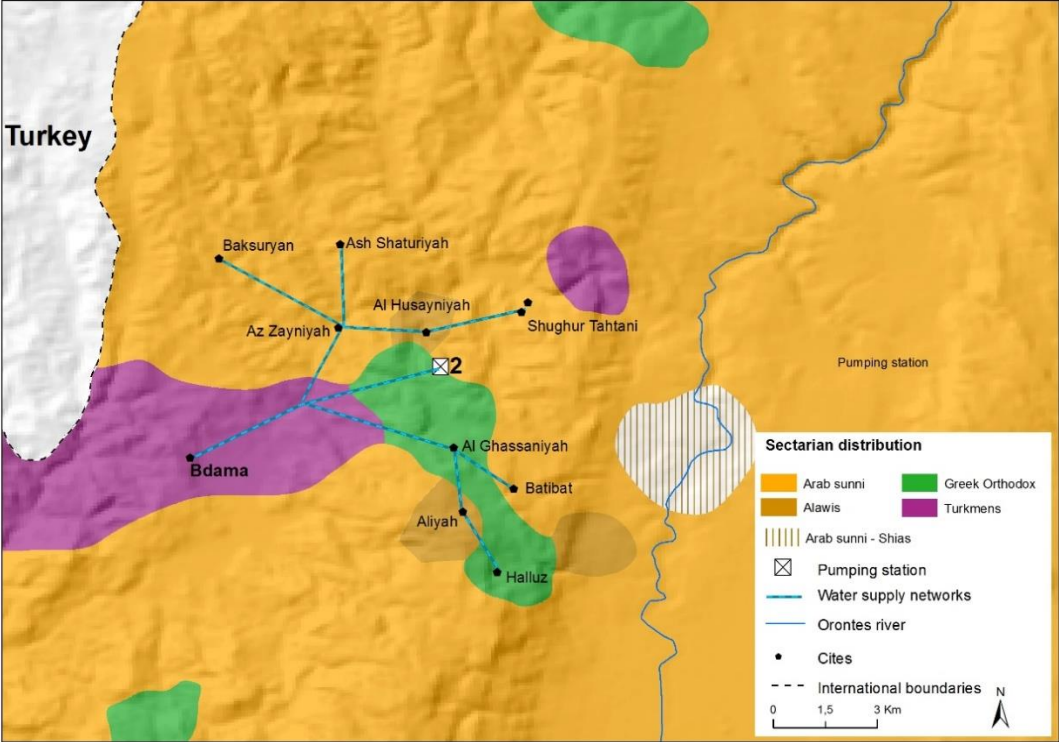 Turkey
Baksuryan
Ash Shaturiyah
Al Husayniyah
Az Zayniyah
Shughur Tahtani
2
Pumping station
Al Ghassaniyah
Bdama
Batibat
Aliyah
Halluz
Sectarian distribution
Arab sunni
Greek Orthodox
Alawis
Turkmens
Arab sunni - Shias
Pumping station
Water supply networks
Orontes river
Cites
International boundaries
N
0 1,5 3 Km